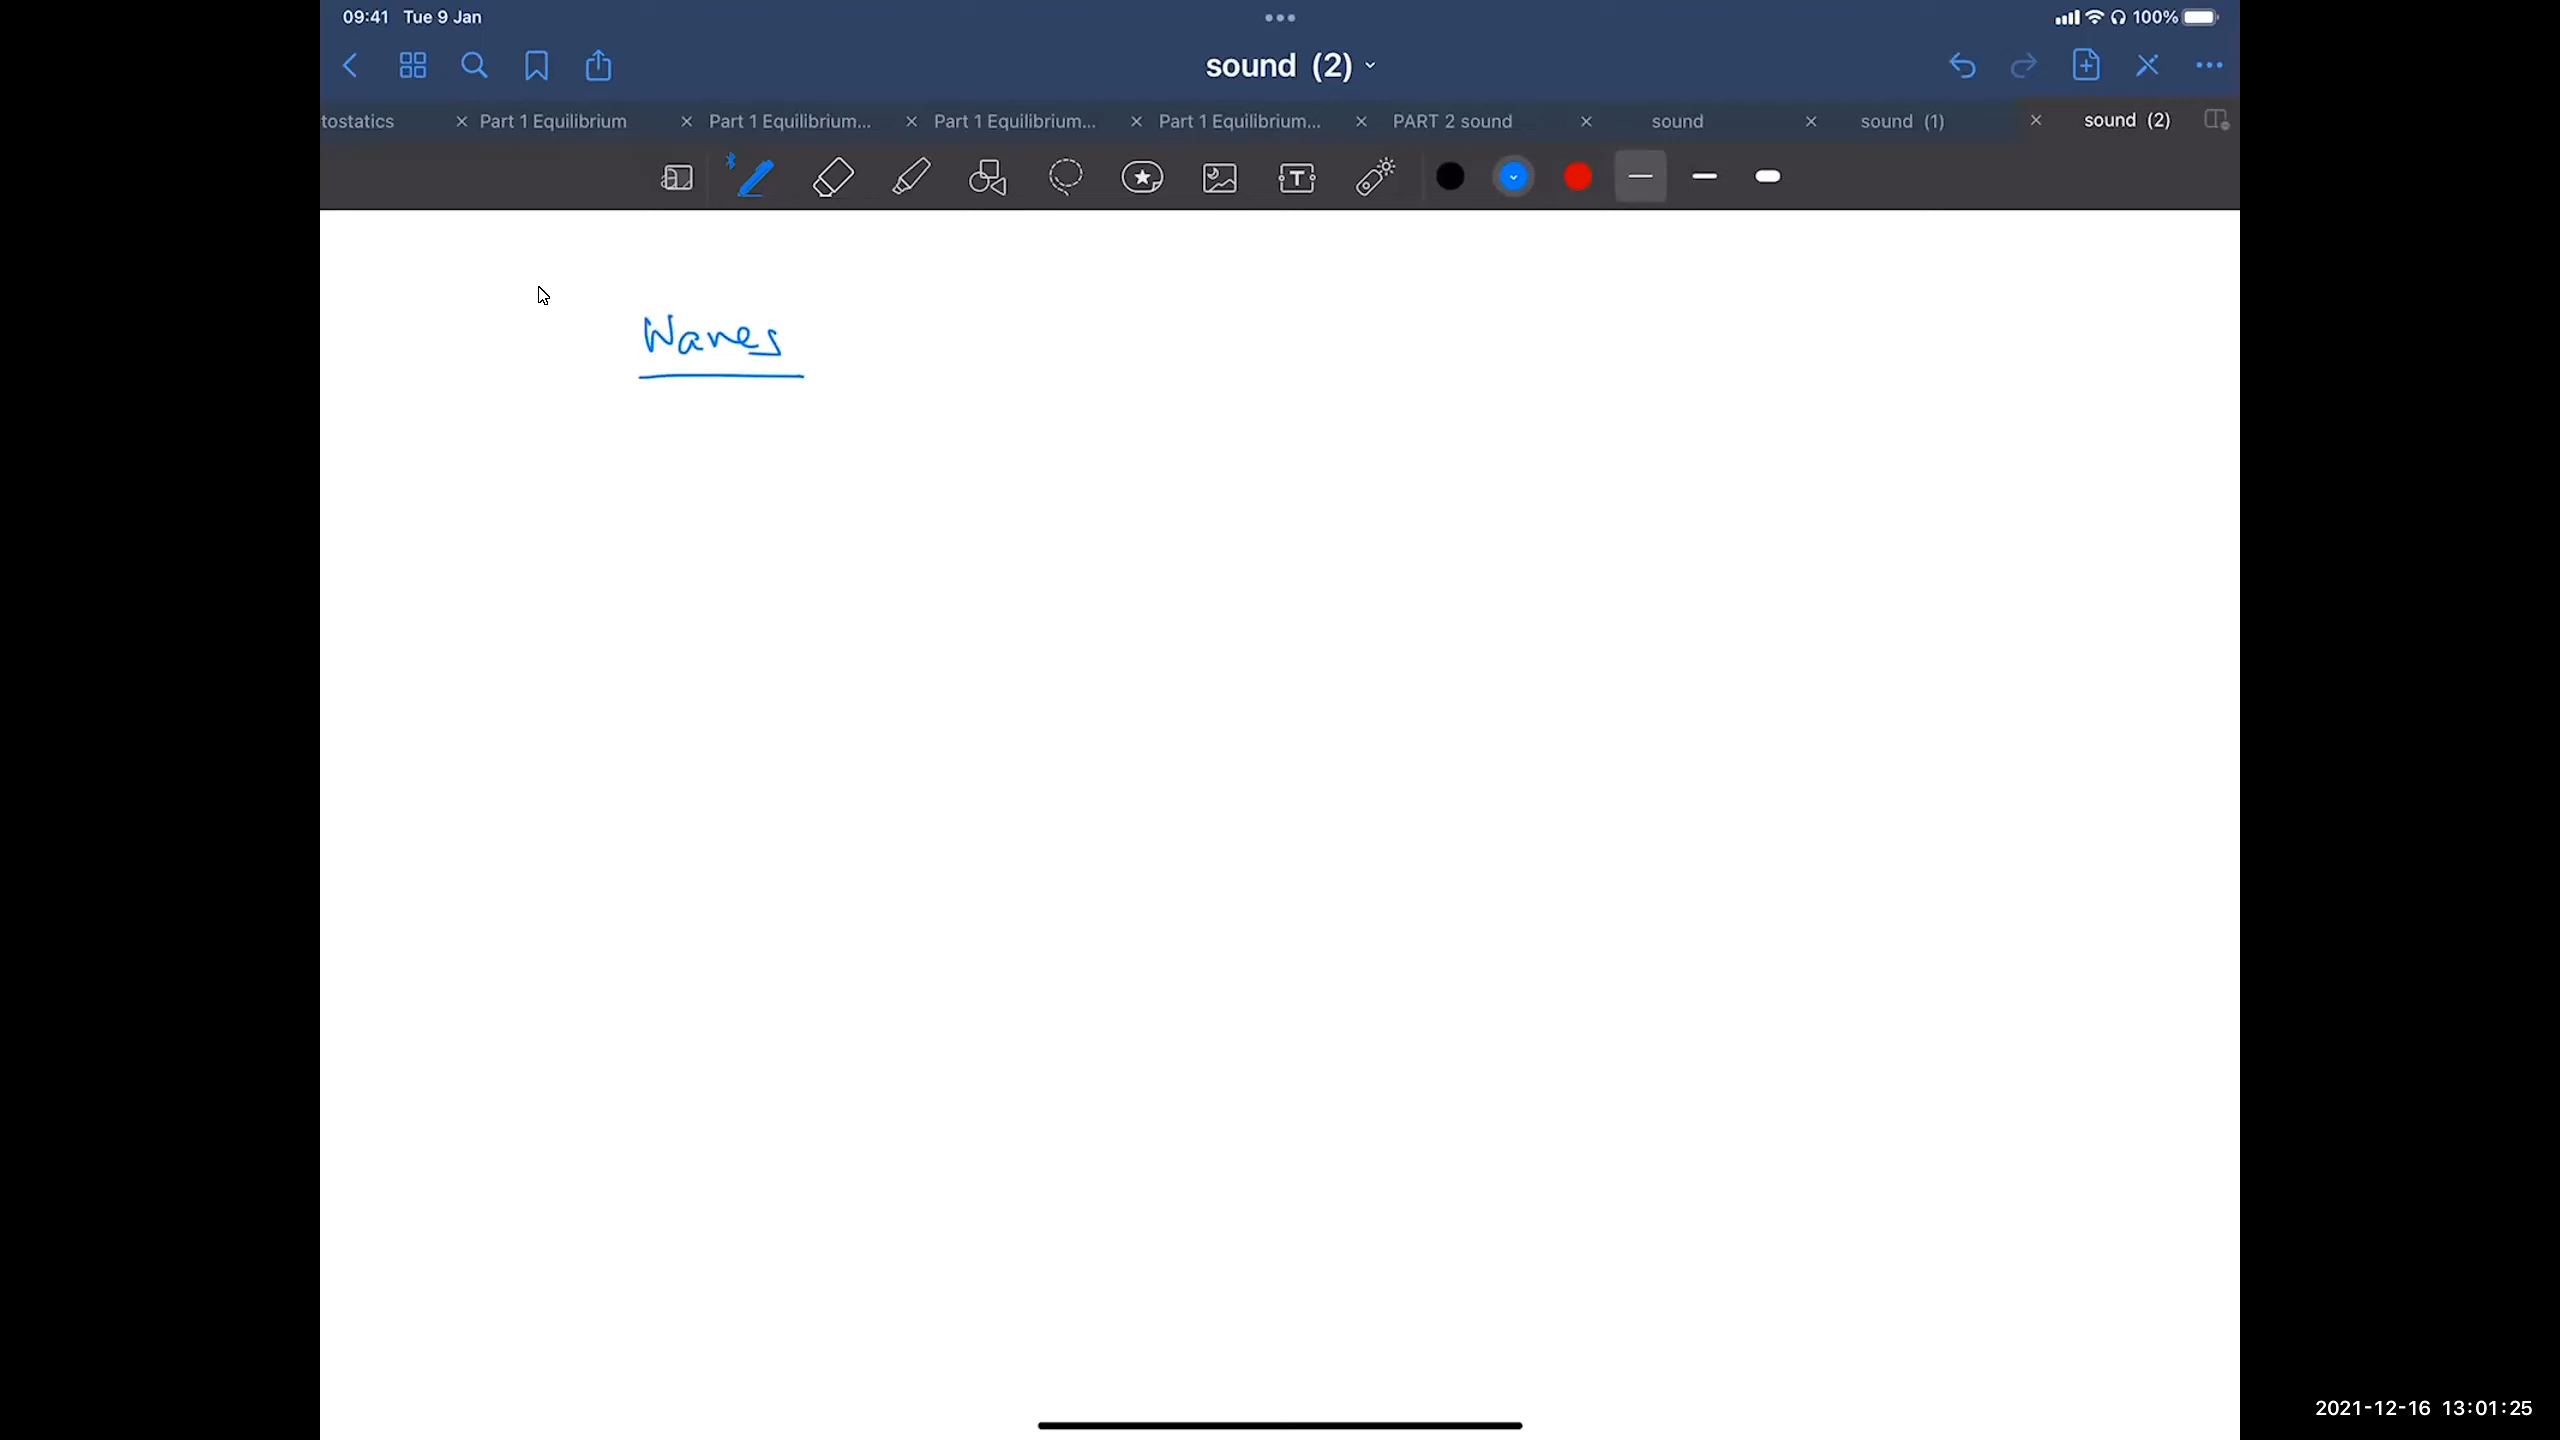 09:41 Tue 9 Jan
100%
sound (2)
tostatics
Part 1 Equilibrium
Part 1 Equilibrium...
Part 1 Equilibrium...
Part 1 Equilibrium...
PART 2 sound
sound
sound (1)
sound (2)
Waves
2021-12-16 13:01:25